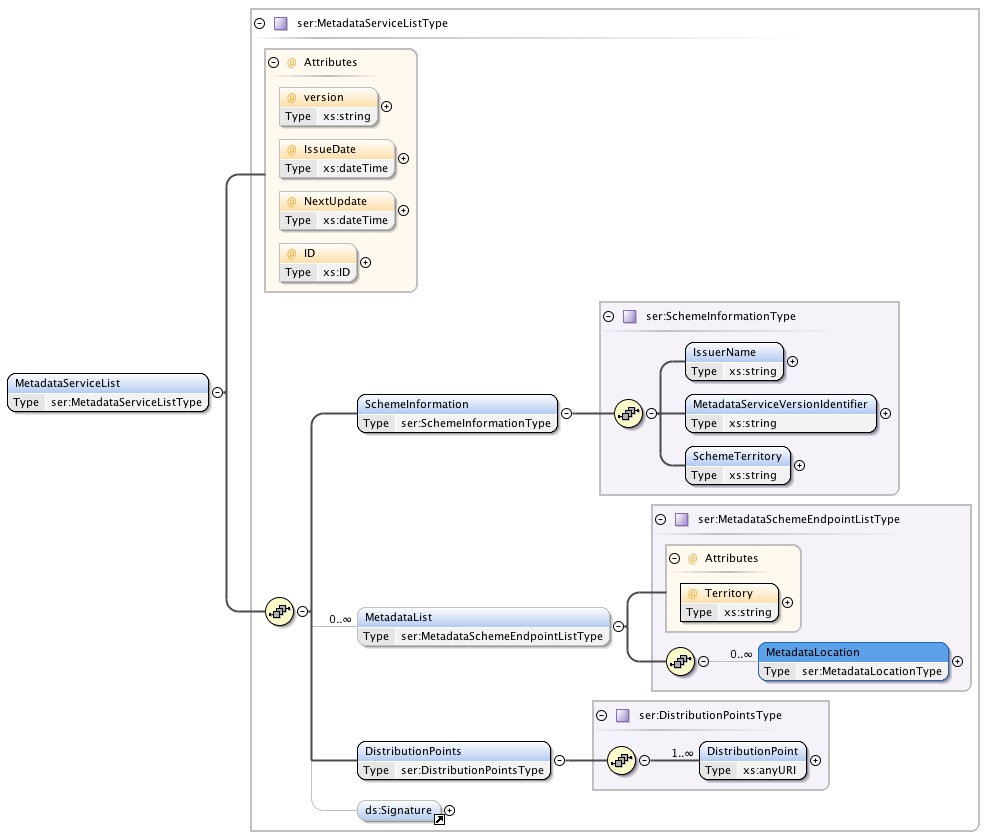 ser:MetadataServiceListType
@ Attributes
@ version
Type xs:string
@ IssueDate
Type xs:dateTime
@ NextUpdate
Type xs:dateTime
@ ID
Type xs:ID
MetadataServiceList
Type ser:MetadataServiceListType
SchemeInformation
Type ser:SchemeInformationType
ser:SchemeInformationType
IssuerName
Type xs:string
MetadataServiceVersionIdentifier
Type xs:string
SchemeTerritory
Type xs:string
0..∞
MetadataList
Type ser:MetadataSchemeEndpointListType
ser:MetadataSchemeEndpointListType
@ Attributes
@ Territory
Type xs:string
0..∞
MetadataLocation
Type ser:MetadataLocationType
DistributionPoints
Type ser:DistributionPointsType
ser:DistributionPointsType
1..∞
DistributionPoint
Type xs:anyURI
ds:Signature